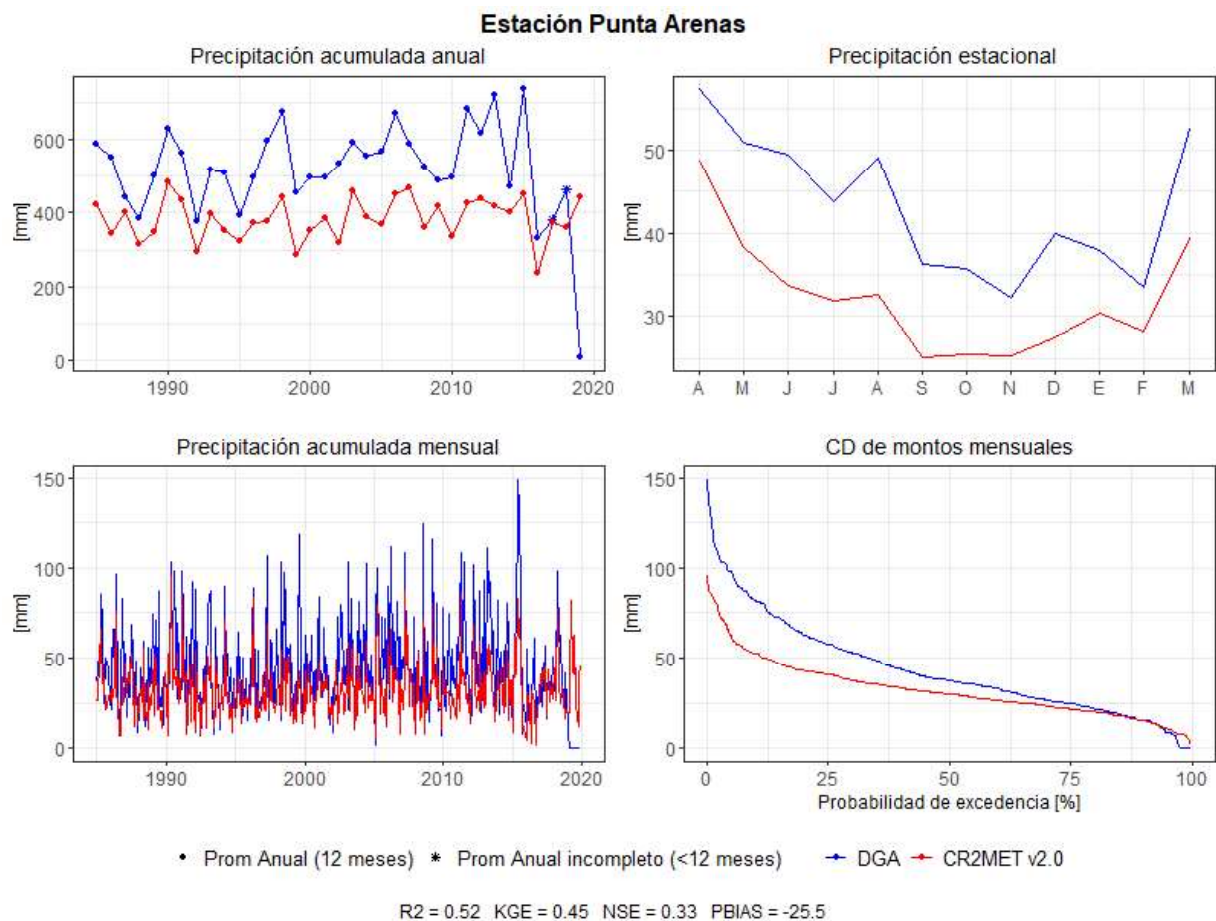 Estación Punta Arenas
Precipitación acumulada anual
[mm]
600
400
200
0
1990
2000
2010
2020
Precipitación estacional
[mm]
50
40
30
A M J J A S O N D E F M
Precipitación acumulada mensual
[mm]
150
100
50
0
1990
2000
2010
2020
CD de montos mensuales
[mm]
150
100
50
0
0
25
50
75
100
Probabilidad de excedencia [%]
Prom Anual (12 meses) Prom Anual incompleto (<12 meses) DGA CR2MET v2.0
R2 = 0.52 KGE = 0.45 NSE = 0.33 PBIAS = -25.5